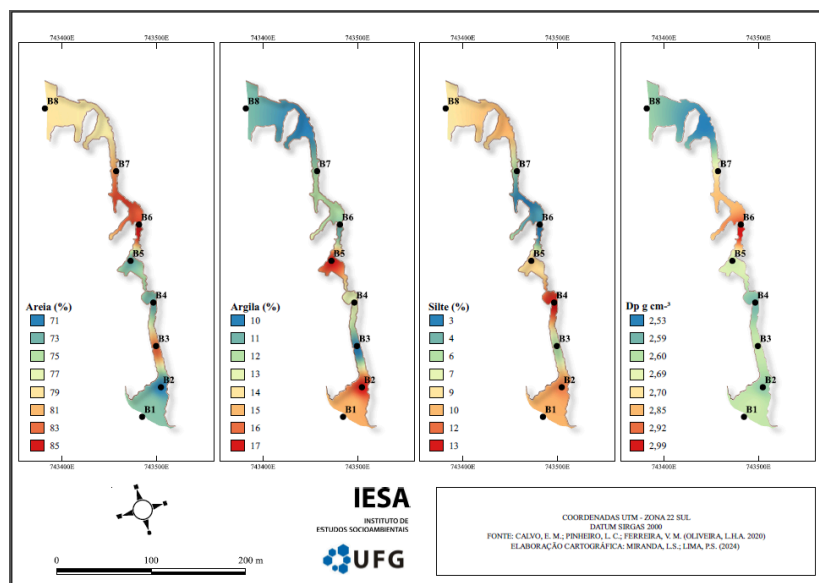 743400E 743500E 743400E 743500E 743400E 743500E 743400E 743500E
B8 B8 B8 B8
B7 B7 B7 B7
B6 B6 B6 B6
B5 B5 B5 B5
B4 B4 B4 B4
B3 B3 B3 B3
B2 B2 B2 B2
B1 B1 B1 B1
Areia (%)
71
73
75
77
79
81
83
85
Argila (%)
10
11
12
13
14
15
16
17
Silte (%)
3
4
6
7
9
10
12
13
Dp g cm-³
2,53
2,59
2,60
2,69
2,70
2,85
2,92
2,99
743400E 743500E 743400E 743500E 743400E 743500E 743400E 743500E
0 100 200 m
IESA
INSTITUTO DE
ESTUDOS SOCIOAMBIENTAIS
UFG
COORDENADAS UTM - ZONA 22 SUL
DATUM SIRGAS 2000
FONTE: CALVO, E. M.; PINHEIRO, L. C.; FERREIRA, V. M. (OLIVEIRA, L.H.A. 2020)
ELABORAÇÃO CARTOGRÁFICA: MIRANDA, L.S.; LIMA, P.S. (2024)